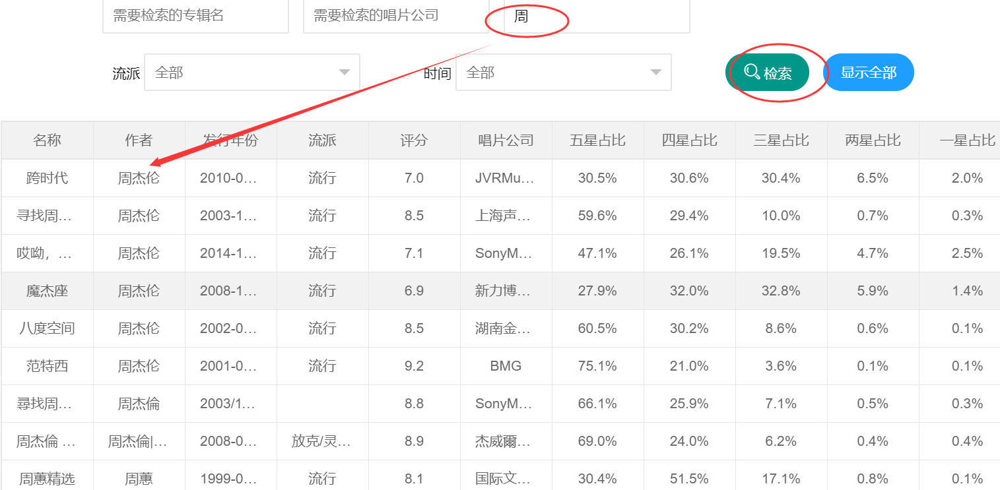 需要检索的专辑名 需要检索的唱片公司 周
流派 全部 时间 全部 检索 显示全部
名称 作者 发行年份 流派 评分 唱片公司 五星占比 四星占比 三星占比 两星占比 一星占比
跨时代 周杰伦 2010-0... 流行 7.0 JVRMu... 30.5% 30.6% 30.4% 6.5% 2.0%
寻找周... 周杰伦 2003-1... 流行 8.5 上海声... 59.6% 29.4% 10.0% 0.7% 0.3%
哎呦，... 周杰伦 2014-1... 流行 7.1 SonyM... 47.1% 26.1% 19.5% 4.7% 2.5%
魔杰座 周杰伦 2008-1... 流行 6.9 新力博... 27.9% 32.0% 32.8% 5.9% 1.4%
八度空间 周杰伦 2002-0... 流行 8.5 湖南金... 60.5% 30.2% 8.6% 0.6% 0.1%
范特西 周杰伦 2001-0... 流行 9.2 BMG 75.1% 21.0% 3.6% 0.1% 0.1%
尋找周... 周杰倫 2003/1... 8.8 SonyM... 66.1% 25.9% 7.1% 0.5% 0.3%
周杰倫 ... 周杰倫|... 2008-0... 放克/灵... 8.9 杰威爾... 69.0% 24.0% 6.2% 0.4% 0.4%
周蕙精选 周蕙 1999-0... 流行 8.1 国际文... 30.4% 51.5% 17.1% 0.8% 0.1%